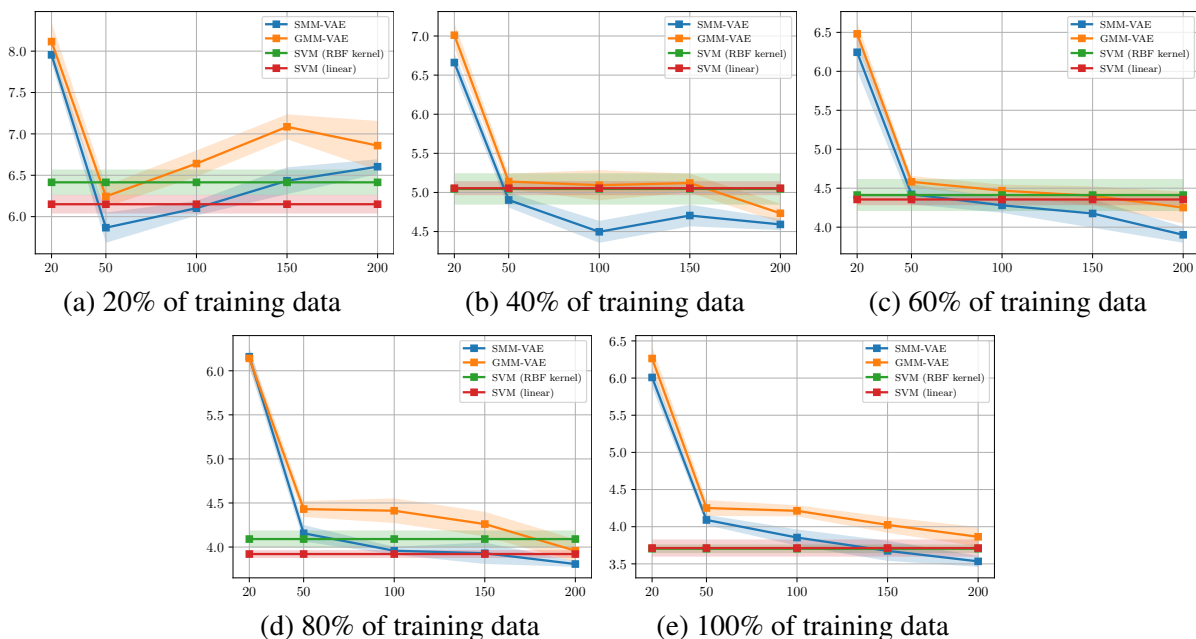 SMM-VAE
GMM-VAE
SVM (RBF kernel)
SVM (linear)
8.0
7.5
7.0
6.5
6.0
20 50 100 150 200
(a) 20% of training data
SMM-VAE
GMM-VAE
SVM (RBF kernel)
SVM (linear)
7.0
6.5
6.0
5.5
5.0
4.5
20 50 100 150 200
(b) 40% of training data
SMM-VAE
GMM-VAE
SVM (RBF kernel)
SVM (linear)
6.5
6.0
5.5
5.0
4.5
4.0
20 50 100 150 200
(c) 60% of training data
SMM-VAE
GMM-VAE
SVM (RBF kernel)
SVM (linear)
6.0
5.5
5.0
4.5
4.0
20 50 100 150 200
(d) 80% of training data
SMM-VAE
GMM-VAE
SVM (RBF kernel)
SVM (linear)
6.5
6.0
5.5
5.0
4.5
4.0
3.5
20 50 100 150 200
(e) 100% of training data